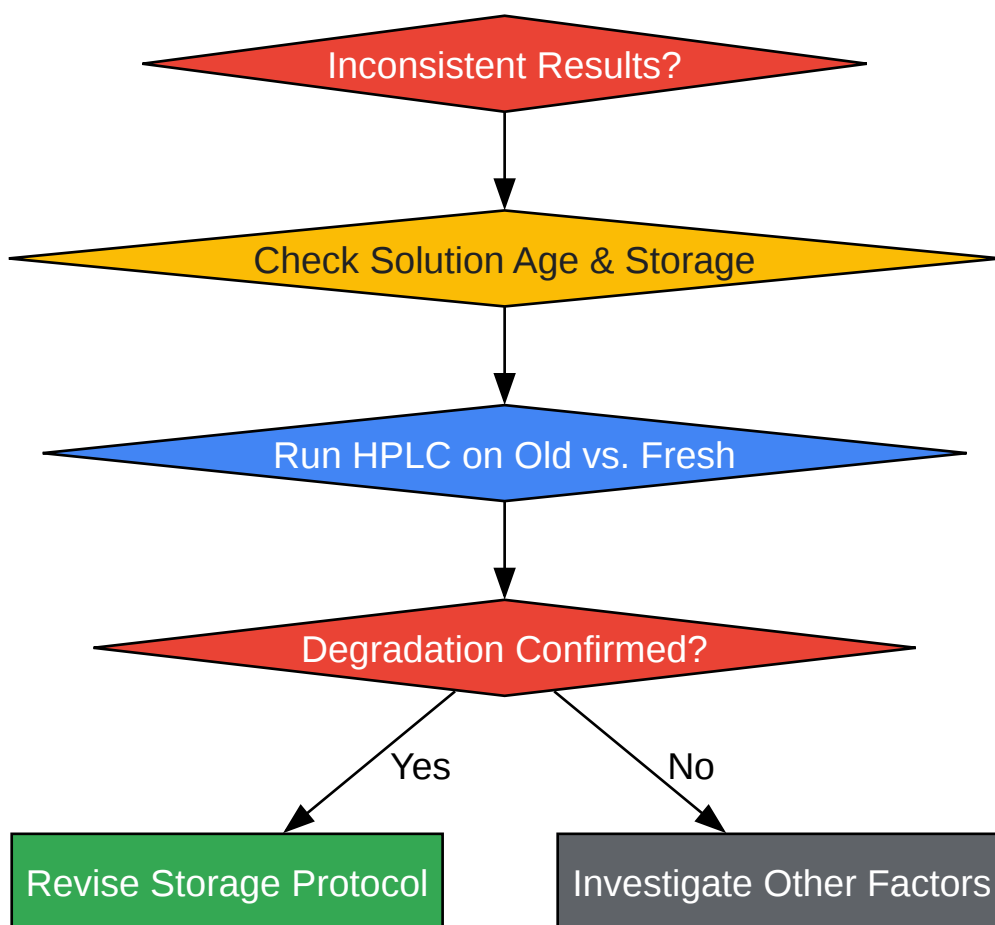 Inconsistent Results?
Check Solution Age & Storage
Run HPLC on Old vs. Fresh
Degradation Confirmed?
Yes
No
Revise Storage Protocol
Investigate Other Factors